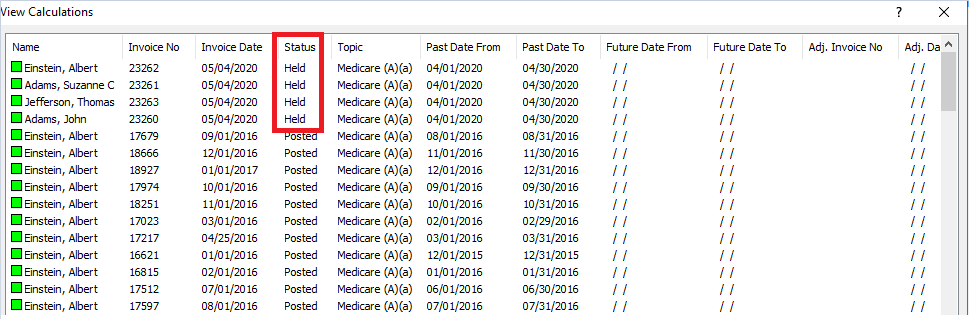 View Calculations ? ×
Name Invoice No Invoice Date Status Topic Past Date From Past Date To Future Date From Future Date To Adj. Invoice No Adj. Da
Einstein, Albert 23262 05/04/2020 Held Medicare (A)(a) 04/01/2020 04/30/2020 / / / / / /
Adams, Suzanne C 23261 05/04/2020 Held Medicare (A)(a) 04/01/2020 04/30/2020 / / / / / /
Jefferson, Thomas 23263 05/04/2020 Held Medicare (A)(a) 04/01/2020 04/30/2020 / / / / / /
Adams, John 23260 05/04/2020 Held Medicare (A)(a) 04/01/2020 04/30/2020 / / / / / /
Einstein, Albert 17679 09/01/2016 Posted Medicare (A)(a) 08/01/2016 08/31/2016 / / / / / /
Einstein, Albert 18666 12/01/2016 Posted Medicare (A)(a) 11/01/2016 11/30/2016 / / / / / /
Einstein, Albert 18927 01/01/2017 Posted Medicare (A)(a) 12/01/2016 12/31/2016 / / / / / /
Einstein, Albert 17974 10/01/2016 Posted Medicare (A)(a) 09/01/2016 09/30/2016 / / / / / /
Einstein, Albert 18251 11/01/2016 Posted Medicare (A)(a) 10/01/2016 10/31/2016 / / / / / /
Einstein, Albert 17023 03/01/2016 Posted Medicare (A)(a) 02/01/2016 02/29/2016 / / / / / /
Einstein, Albert 17217 04/25/2016 Posted Medicare (A)(a) 03/01/2016 03/31/2016 / / / / / /
Einstein, Albert 16621 01/01/2016 Posted Medicare (A)(a) 12/01/2015 12/31/2015 / / / / / /
Einstein, Albert 16815 02/01/2016 Posted Medicare (A)(a) 01/01/2016 01/31/2016 / / / / / /
Einstein, Albert 17512 07/01/2016 Posted Medicare (A)(a) 06/01/2016 06/30/2016 / / / / / /
Einstein, Albert 17597 08/01/2016 Posted Medicare (A)(a) 07/01/2016 07/31/2016 / / / / / /